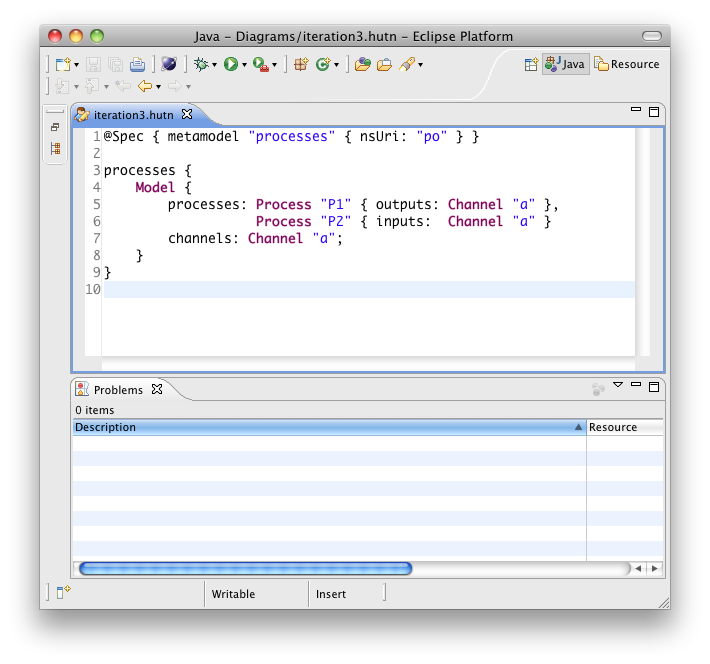 Java – Diagrams/iteration3.hutn – Eclipse Platform
Java
Resource
iteration3.hutn
1 @Spec { metamodel "processes" { nsUri: "po" } }
2
3 processes {
4     Model {
5         processes: Process "P1" { outputs: Channel "a" },
6                    Process "P2" { inputs:  Channel "a" }
7         channels: Channel "a";
8     }
9 }
10
Problems
0 items
Description Resource
Writable Insert